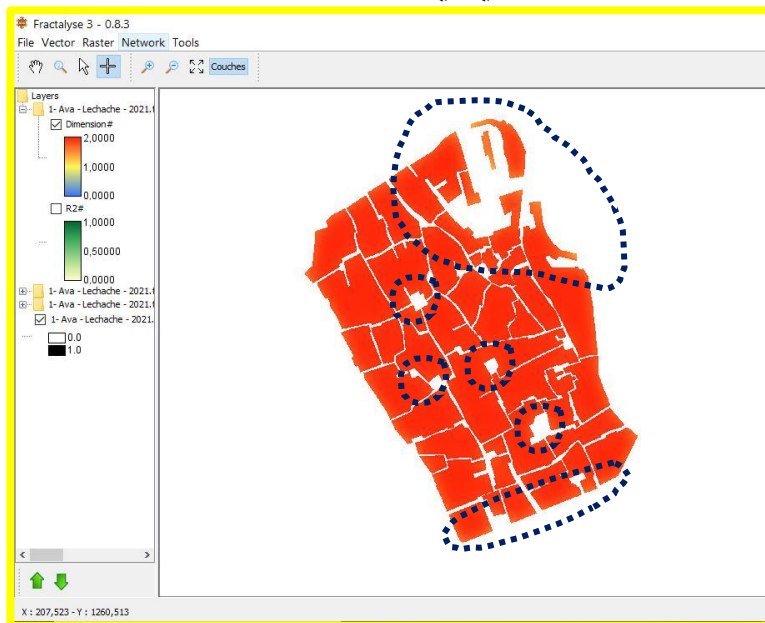 Fractalyse 3 - 0.8.3
File Vector Raster Network Tools
Couches
Layers
1- Ava - Lechache - 2021.t
Dimension#
2,0000
1,0000
0,0000
R2#
1,0000
0,50000
0,0000
1- Ava - Lechache - 2021.t
1- Ava - Lechache - 2021.t
1- Ava - Lechache - 2021.
0.0
1.0
X : 207,523 - Y : 1260,513